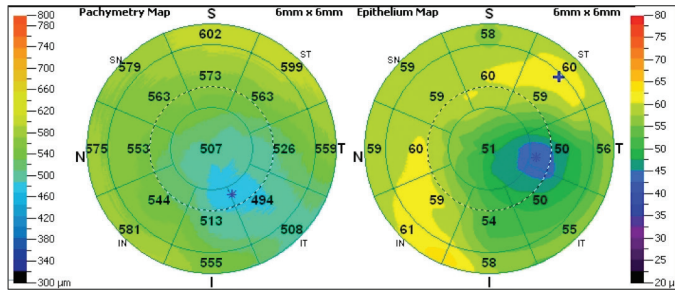 Pachymetry Map 6mm x 6mm
S
800
780
740
700
660
620
580
540
500
460
420
380
340
300 µm
602
SN 579
599 ST
573
563 563
N 575 553 507 526 559 T
544 494
513
IN 581
508 IT
555
I
Epithelium Map 6mm x 6mm
S
58
SN 59
60 ST
60
59 59
N 59 60 51 50 56 T
59 50
54
IN 61
55 IT
58
I
80
75
70
65
60
55
50
45
40
35
30
25
20 µm